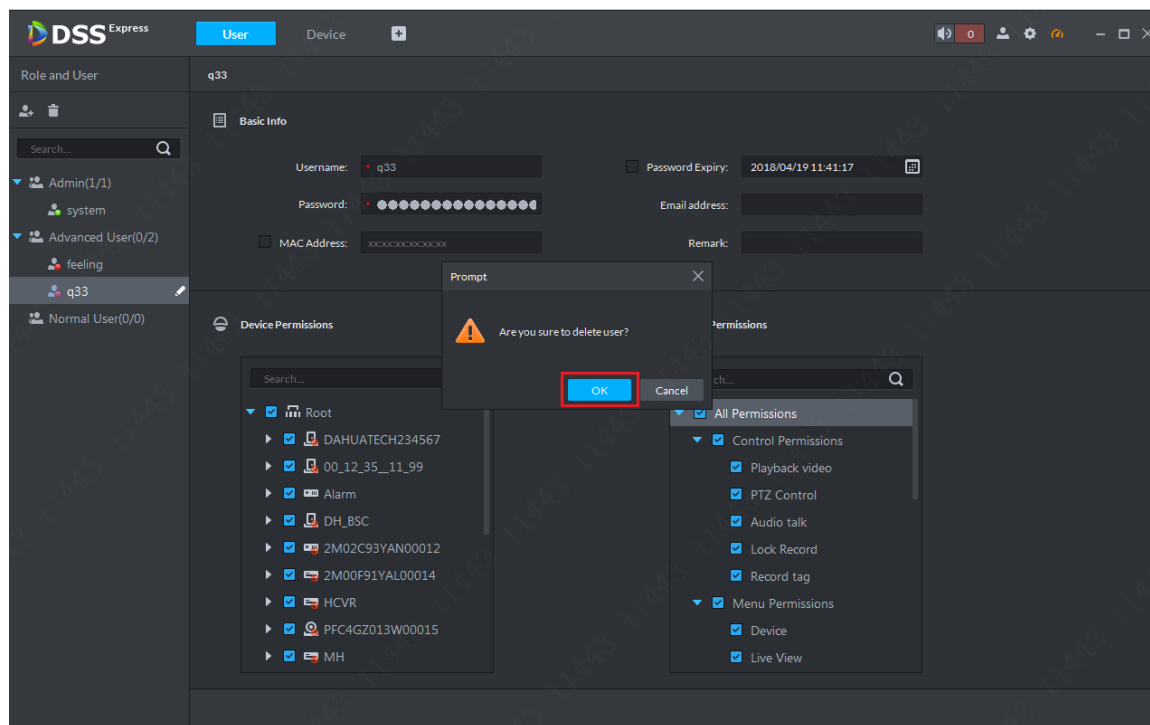 DSS Express
User
Device
0
Role and User
q33
Search...
Admin(1/1)
system
Advanced User(0/2)
feeling
q33
Normal User(0/0)
Basic Info
Username: * q33
Password: *
MAC Address: xx:xx:xx:xx:xx:xx
Password Expiry: 2018/04/19 11:41:17
Email address:
Remark:
Prompt
Are you sure to delete user?
OK
Cancel
Device Permissions
Search...
Root
DAHUATECH234567
00_12_35__11_99
Alarm
DH_BSC
2M02C93YAN00012
2M00F91YAL00014
HCVR
PFC4GZ013W00015
MH
Permissions
ch...
All Permissions
Control Permissions
Playback video
PTZ Control
Audio talk
Lock Record
Record tag
Menu Permissions
Device
Live View